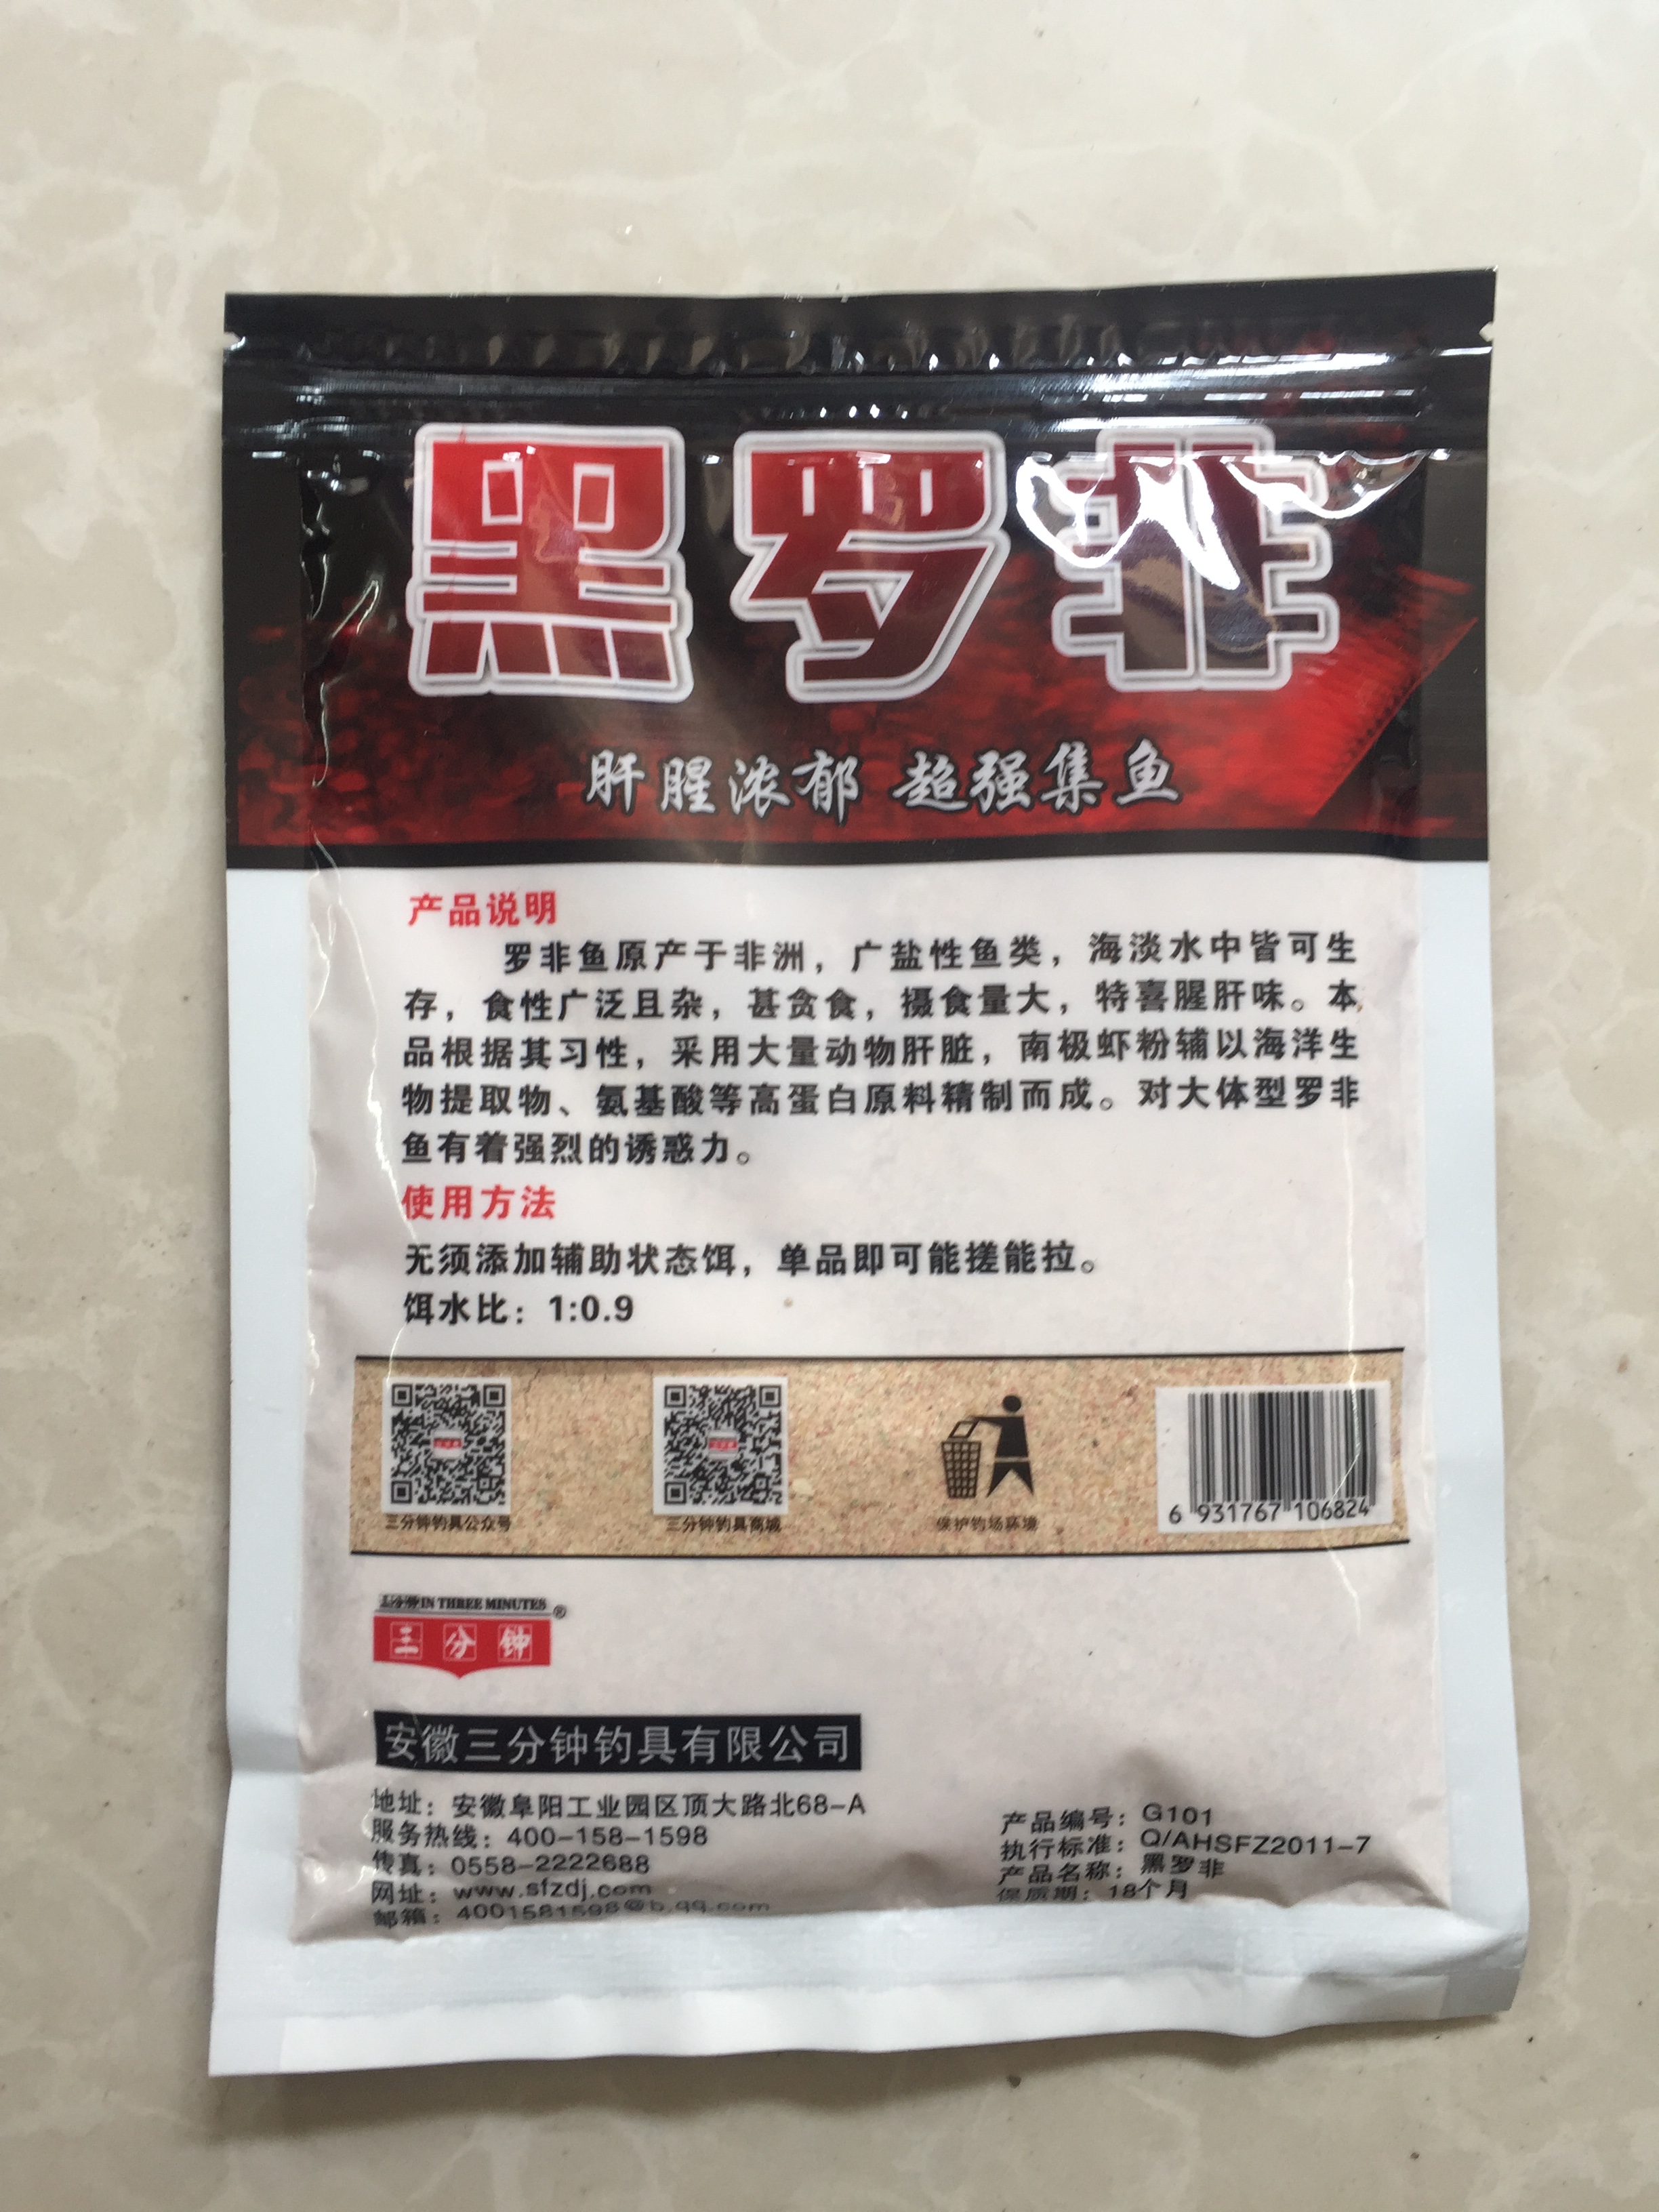 黑罗非
肝腥浓郁 超强集鱼
产品说明
罗非鱼原产于非洲，广盐性鱼类，海淡水中皆可生
存，食性广泛且杂，甚贪食，摄食量大，特喜腥肝味。本
品根据其习性，采用大量动物肝脏，南极虾粉辅以海洋生
物提取物、氨基酸等高蛋白原料精制而成。对大体型罗非
鱼有着强烈的诱惑力。
使用方法
无须添加辅助状态饵，单品即可能搓能拉。
饵水比：1:0.9
三分钟钓具公众号
三分钟钓具商城
保护钓场环境
6 931767 106824
三分钟IN THREE MINUTES ®
三分钟
安徽三分钟钓具有限公司
地址：安徽阜阳工业园区顶大路北68-A
服务热线：400-158-1598
传真：0558-2222688
网址：www.sfzdj.com
邮箱：4001581598@b.qq.com
产品编号：G101
执行标准：Q/AHSFZ2011-7
产品名称：黑罗非
保质期：18个月